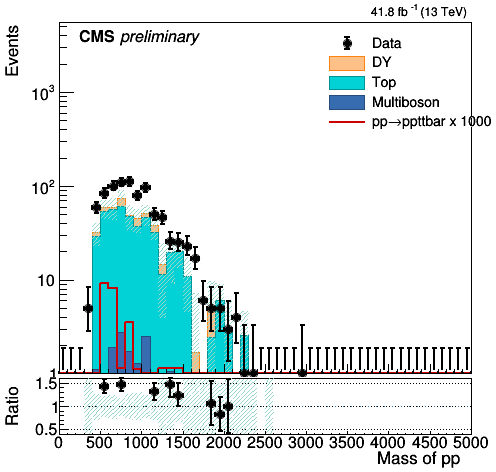 41.8 fb⁻¹ (13 TeV)
CMS preliminary
Events
Data
DY
Top
Multiboson
pp→ppttbar x 1000
10³
10²
10
1
Ratio
1.5
1
0.5
0 500 1000 1500 2000 2500 3000 3500 4000 4500 5000
Mass of pp